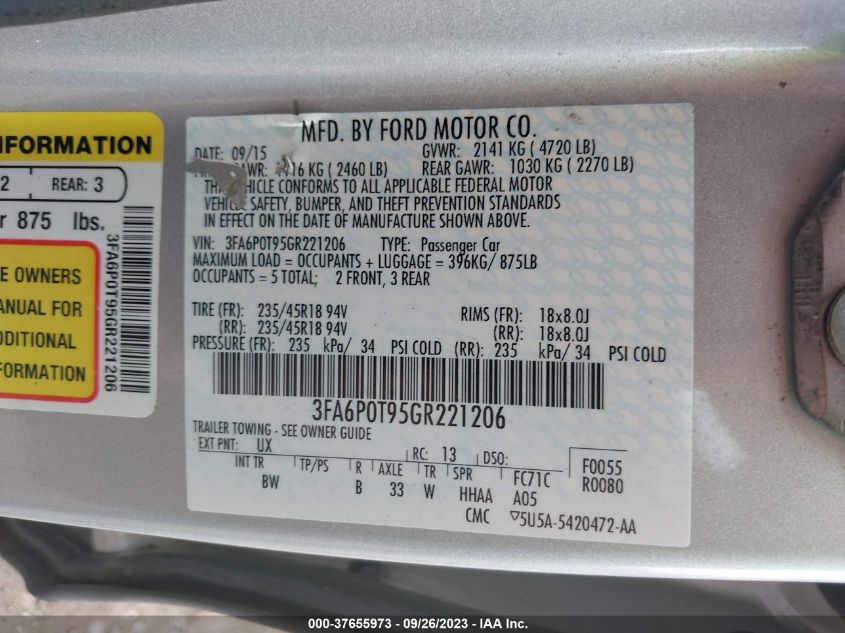 NFORMATION
2 REAR: 3
r 875 lbs.
E OWNERS
ANUAL FOR
DDITIONAL
FORMATION
3FA6P0T95GR221206
MFD. BY FORD MOTOR CO.
DATE: 09/15 GVWR: 2141 KG ( 4720 LB)
AWR: 1116 KG ( 2460 LB) REAR GAWR: 1030 KG ( 2270 LB)
THIS VEHICLE CONFORMS TO ALL APPLICABLE FEDERAL MOTOR
VEHICLE SAFETY, BUMPER, AND THEFT PREVENTION STANDARDS
IN EFFECT ON THE DATE OF MANUFACTURE SHOWN ABOVE.
VIN: 3FA6P0T95GR221206 TYPE: Passenger Car
MAXIMUM LOAD = OCCUPANTS + LUGGAGE = 396KG/ 875LB
OCCUPANTS = 5 TOTAL; 2 FRONT, 3 REAR
TIRE (FR): 235/45R18 94V RIMS (FR): 18x8.0J
(RR): 235/45R18 94V (RR): 18x8.0J
PRESSURE (FR): 235 kPa/ 34 PSI COLD (RR): 235 kPa/ 34 PSI COLD
3FA6P0T95GR221206
TRAILER TOWING - SEE OWNER GUIDE
EXT PNT: UX RC: 13 DSO: F0055
INT TR TP/PS R AXLE TR SPR FC71C R0080
BW B 33 W HHAA A05
CMC ▽5U5A-5420472-AA
000-37655973 - 09/26/2023 - IAA Inc.